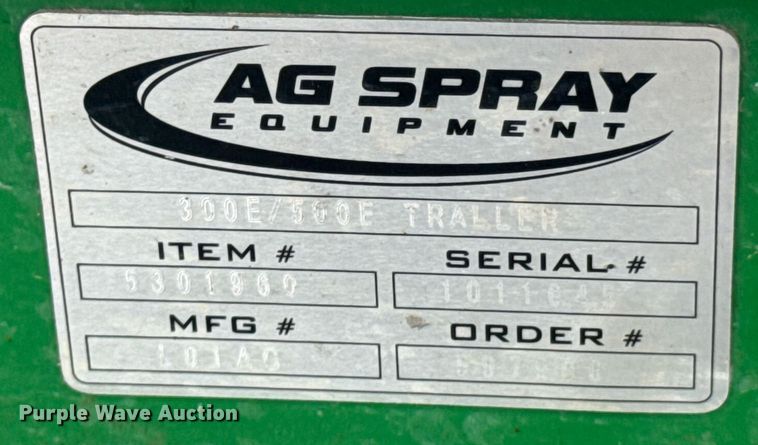 AG SPRAY
EQUIPMENT
300E/500E TRAILER
ITEM #
SERIAL #
5301960
MFG #
ORDER #
Purple Wave Auction